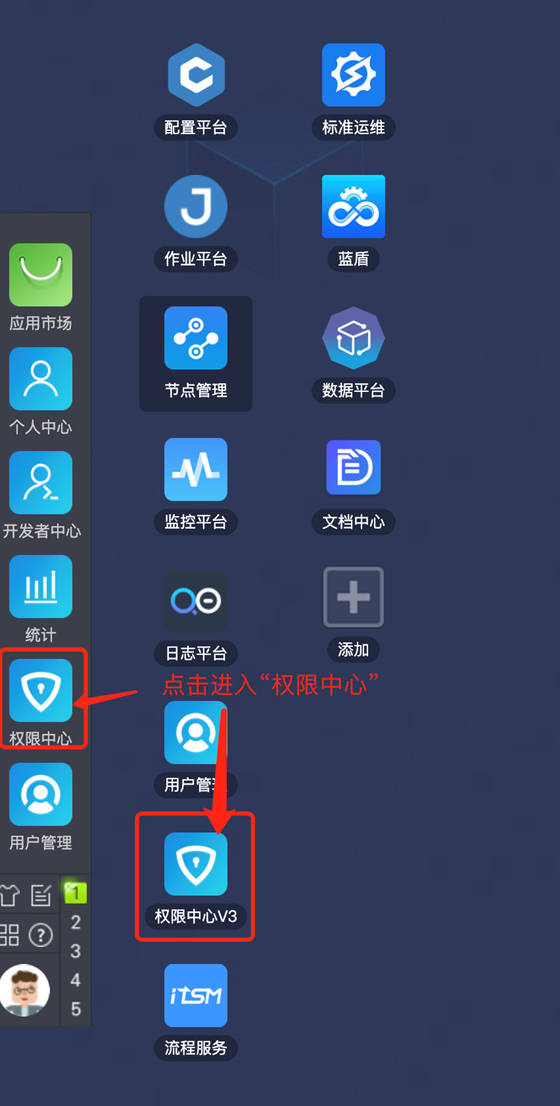 C
配置平台
标准运维
J
作业平台
蓝盾
应用市场
节点管理
数据平台
个人中心
监控平台
D
文档中心
开发者中心
日志平台
添加
统计
点击进入“权限中心”
权限中心
用户管
用户管理
权限中心V3
1
2
3
4
5
?
iTSM
流程服务